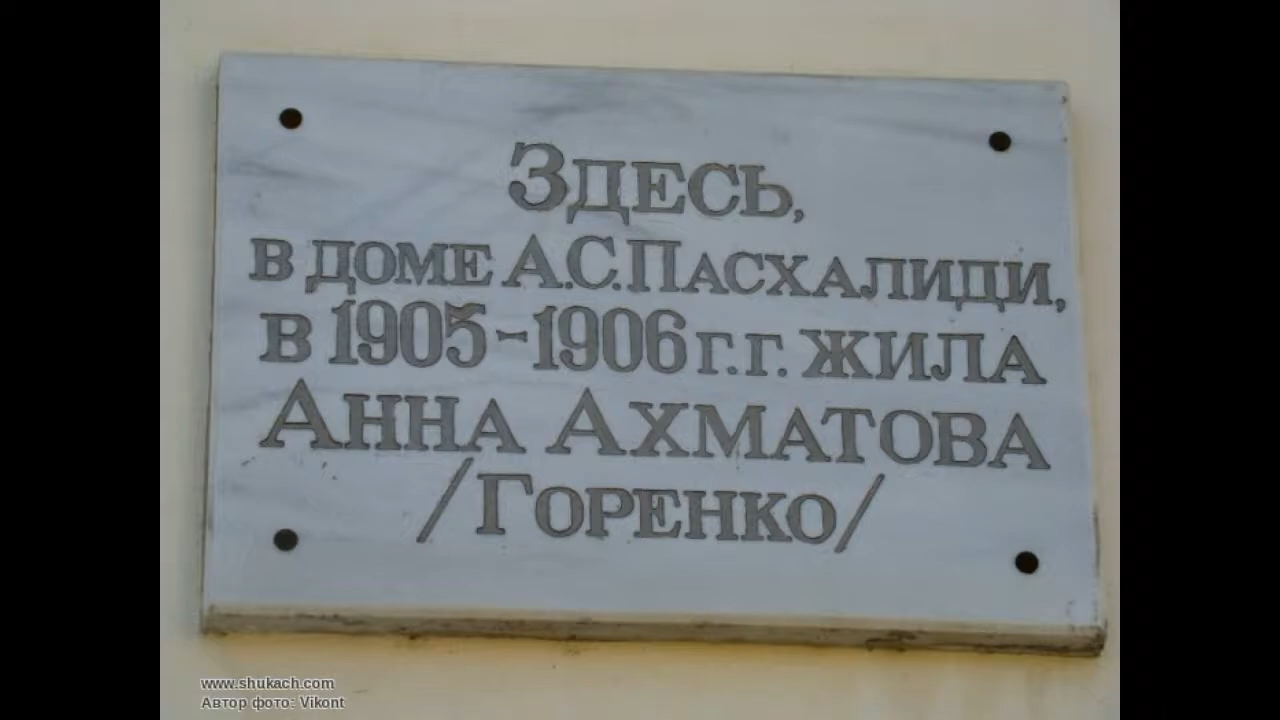 Здесь,
в доме А.С.Пасхалиди,
в 1905-1906 г.г. жила
Анна Ахматова
/Горенко/
www.shukach.com
Автор фото: Vikont